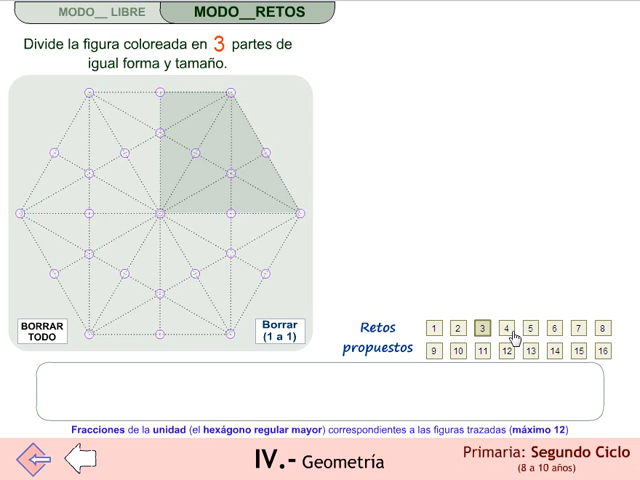 MODO__ LIBRE
MODO__RETOS
Divide la figura coloreada en 3 partes de
igual forma y tamaño.
BORRAR
TODO
Borrar
(1 a 1)
Retos
propuestos
1 2 3 4 5 6 7 8
9 10 11 12 13 14 15 16
Fracciones de la unidad (el hexágono regular mayor) correspondientes a las figuras trazadas (máximo 12)
IV.- Geometría
Primaria: Segundo Ciclo
(8 a 10 años)